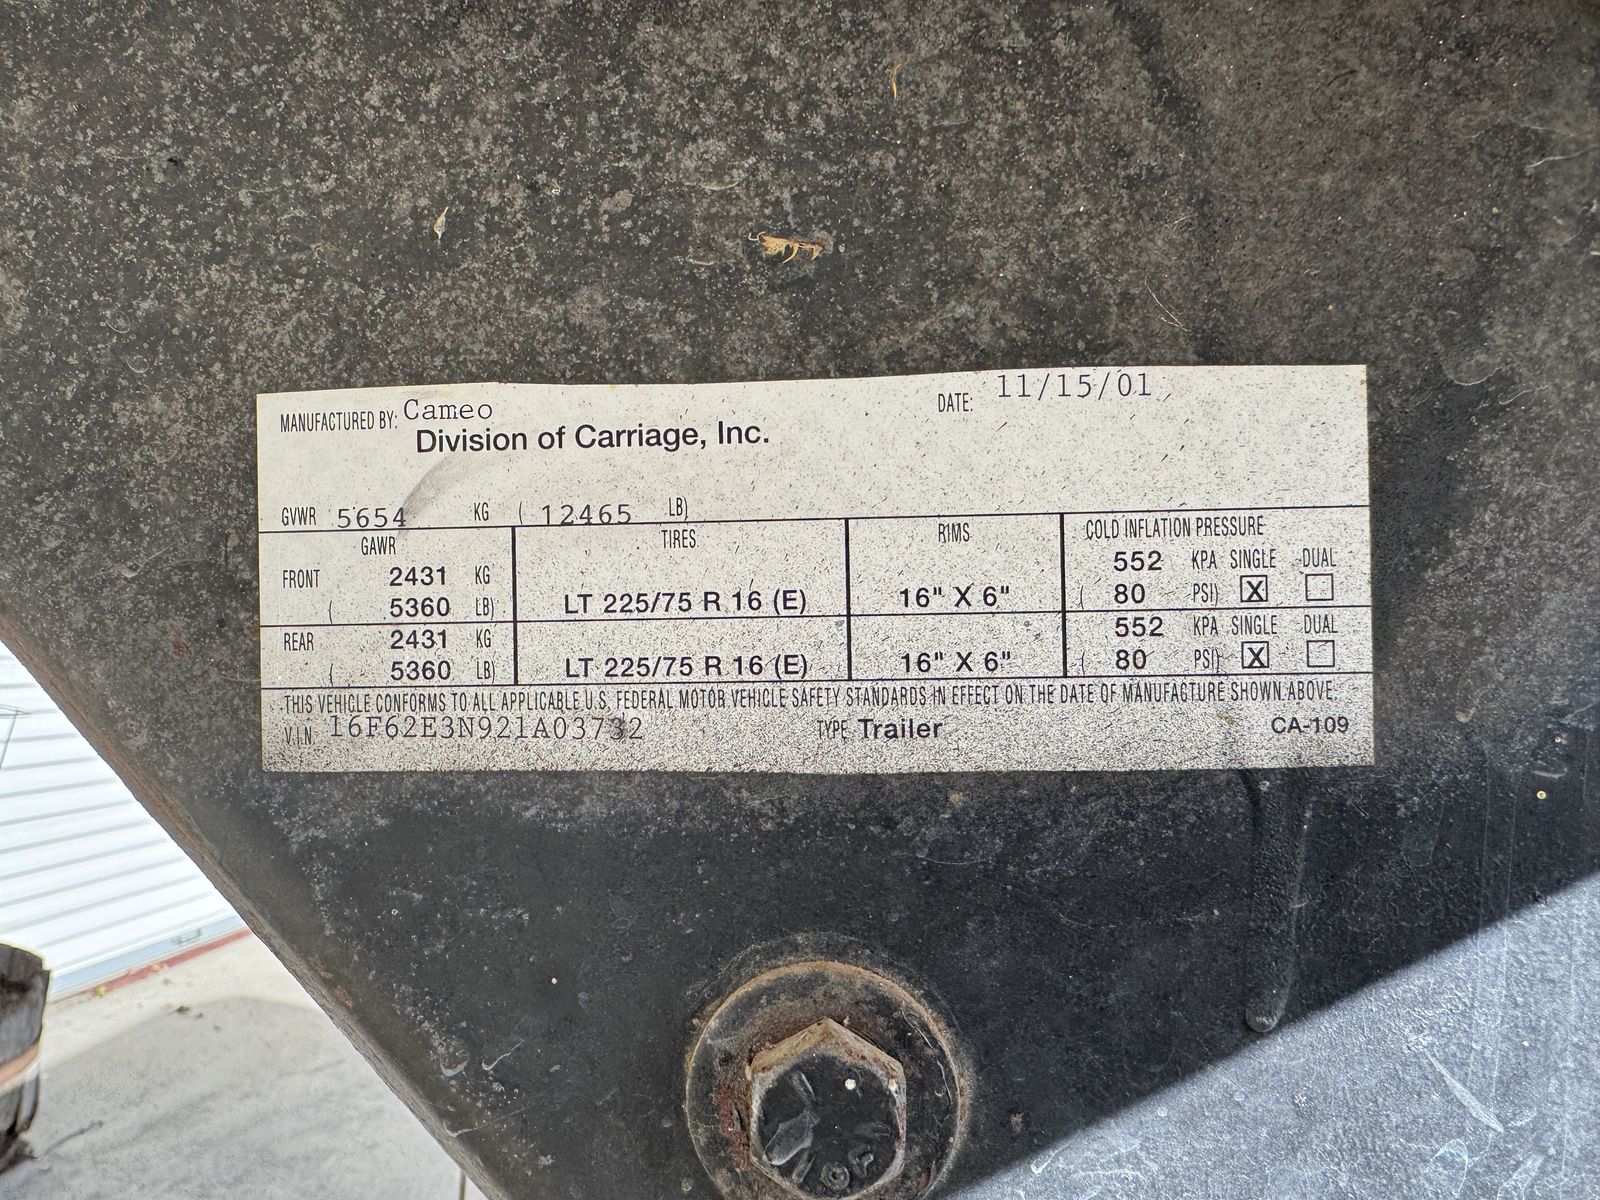 MANUFACTURED BY: Cameo DATE: 11/15/01
Division of Carriage, Inc.
GVWR 5654 KG ( 12465 LB)
GAWR TIRES RIMS COLD INFLATION PRESSURE
FRONT 2431 KG 552 KPA SINGLE DUAL
( 5360 LB) LT 225/75 R 16 (E) 16" X 6" ( 80 PSI) X
REAR 2431 KG 552 KPA SINGLE DUAL
( 5360 LB) LT 225/75 R 16 (E) 16" X 6" ( 80 PSI) X
THIS VEHICLE CONFORMS TO ALL APPLICABLE U.S. FEDERAL MOTOR VEHICLE SAFETY STANDARDS IN EFFECT ON THE DATE OF MANUFACTURE SHOWN ABOVE.
V.I.N. 16F62E3N921A03732 TYPE Trailer CA-109